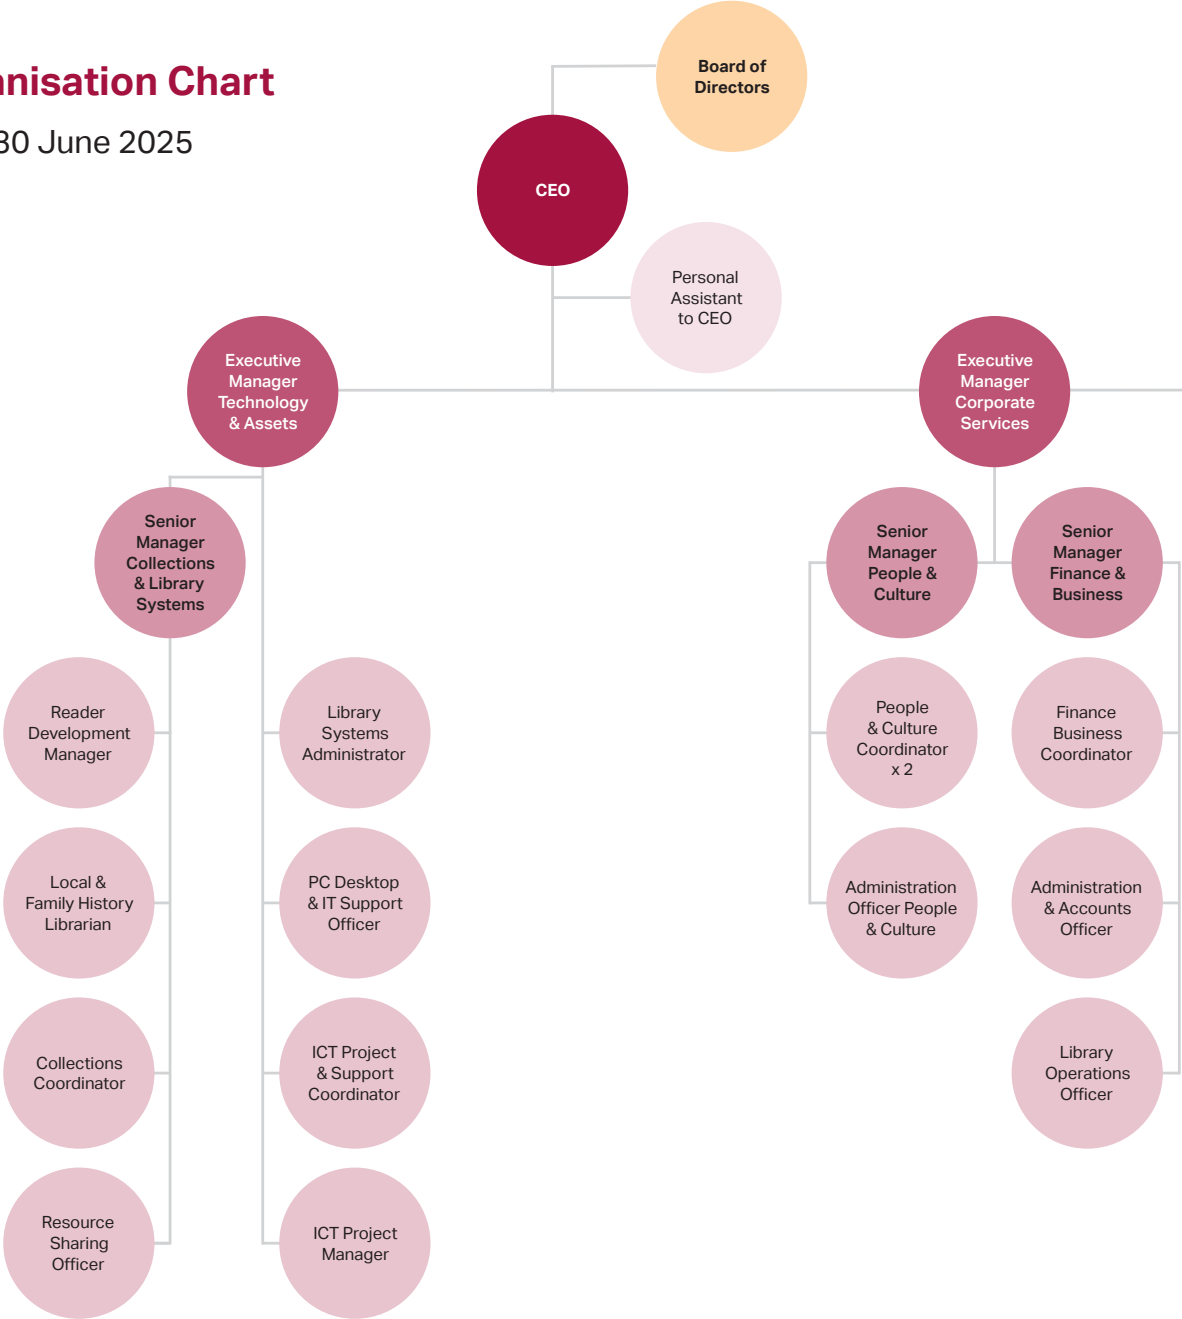 anisation Chart
30 June 2025
Board of
Directors
CEO
Personal
Assistant
to CEO
Executive
Manager
Technology
& Assets
Executive
Manager
Corporate
Services
Senior
Manager
Collections
& Library
Systems
Senior
Manager
People &
Culture
Senior
Manager
Finance &
Business
Reader
Development
Manager
Library
Systems
Administrator
People
& Culture
Coordinator
x 2
Finance
Business
Coordinator
Local &
Family History
Librarian
PC Desktop
& IT Support
Officer
Administration
Officer People
& Culture
Administration
& Accounts
Officer
Collections
Coordinator
ICT Project
& Support
Coordinator
Library
Operations
Officer
Resource
Sharing
Officer
ICT Project
Manager